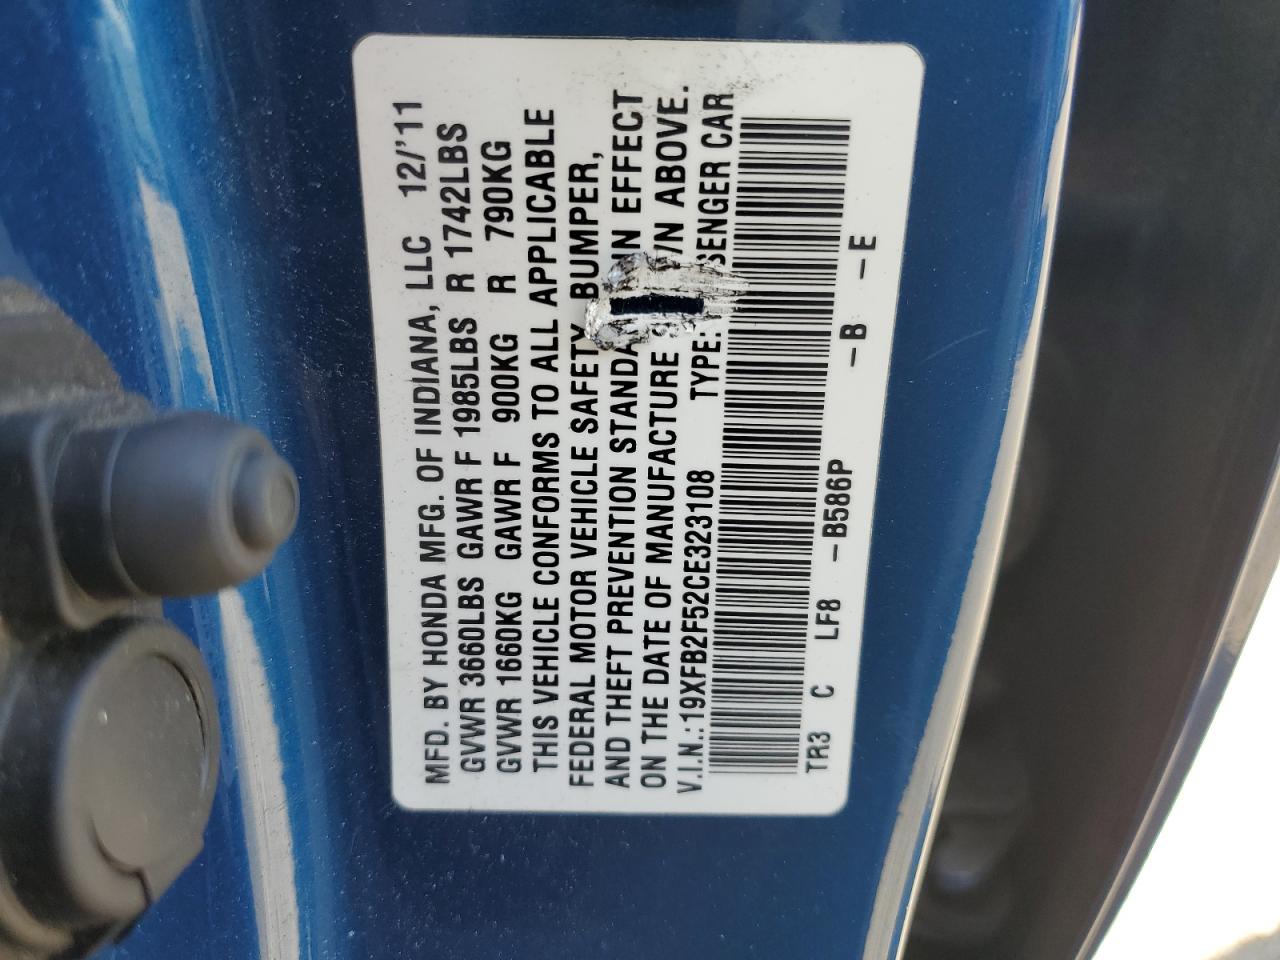 MFD. BY HONDA MFG. OF INDIANA, LLC 12/'11
GVWR 3660LBS GAWR F 1985LBS R 1742LBS
GVWR 1660KG GAWR F 900KG R 790KG
THIS VEHICLE CONFORMS TO ALL APPLICABLE
FEDERAL MOTOR VEHICLE SAFETY, BUMPER,
AND THEFT PREVENTION IN EFFECT
ON THE DATE OF MANUFACTURE ABOVE.
V.I.N.:19XFB2F52CE323108 TYPE: CAR
TR3 C LF8 -B586P -B -E